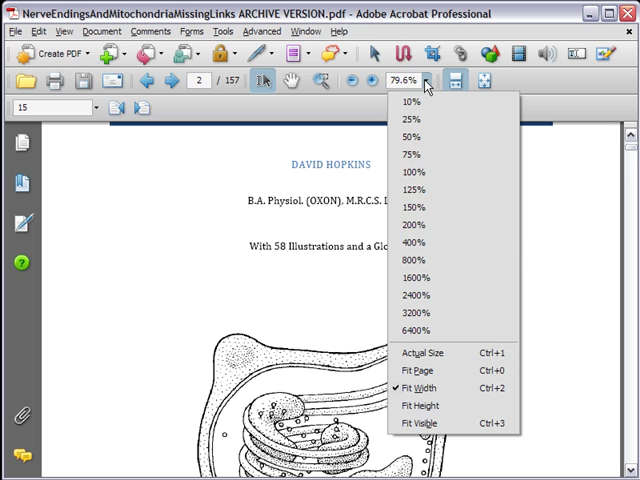 NerveEndingsAndMitochondriaMissingLinks ARCHIVE VERSION.pdf - Adobe Acrobat Professional
File Edit View Document Comments Forms Tools Advanced Window Help
Create PDF
2 / 157 79.6%
15
10%
25%
50%
75%
100%
125%
150%
200%
400%
800%
1600%
2400%
3200%
6400%
Actual Size Ctrl+1
Fit Page Ctrl+0
Fit Width Ctrl+2
Fit Height
Fit Visible Ctrl+3
DAVID HOPKINS
B.A. Physiol. (OXON), M.R.C.S.
With 58 Illustrations and a